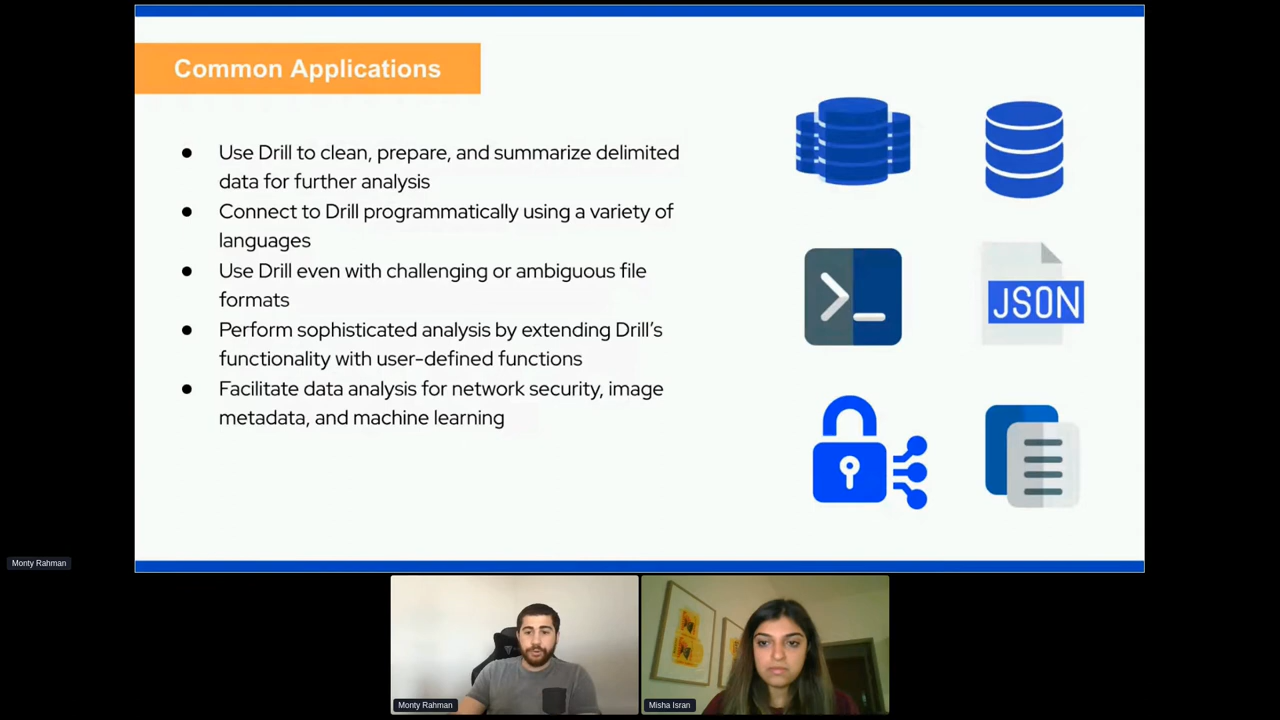 Common Applications
● Use Drill to clean, prepare, and summarize delimited
data for further analysis
● Connect to Drill programmatically using a variety of
languages
● Use Drill even with challenging or ambiguous file
formats
● Perform sophisticated analysis by extending Drill’s
functionality with user-defined functions
● Facilitate data analysis for network security, image
metadata, and machine learning
JSON
Monty Rahman
Monty Rahman
Misha Isran